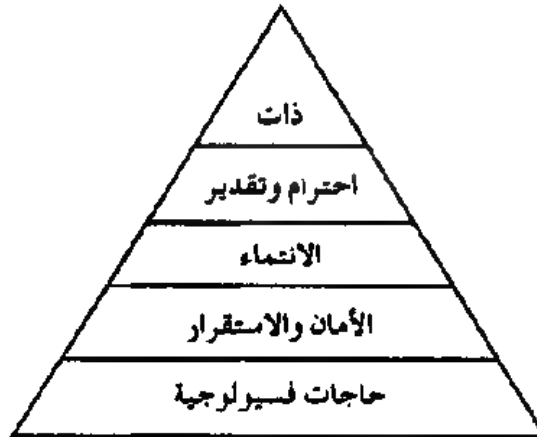 ذات
احترام وتقدير
الانتماء
الأمان والاستقرار
حاجات فسيولوجية